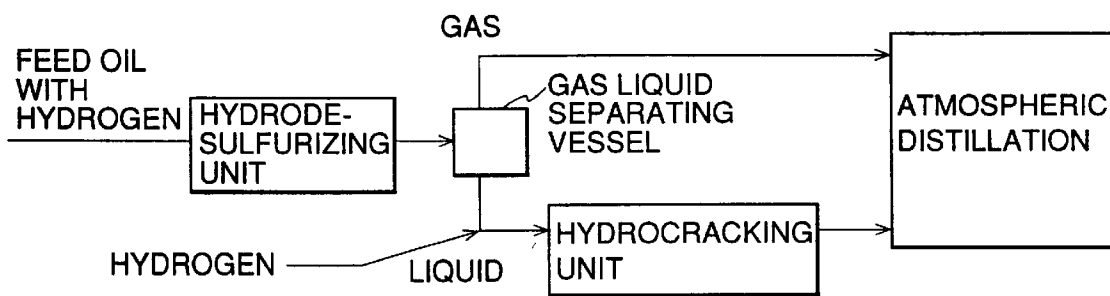 GAS
FEED OIL
WITH
HYDROGEN
HYDRODE-
SULFURIZING
UNIT
GAS LIQUID
SEPARATING
VESSEL
ATMOSPHERIC
DISTILLATION
HYDROGEN
LIQUID
HYDROCRACKING
UNIT